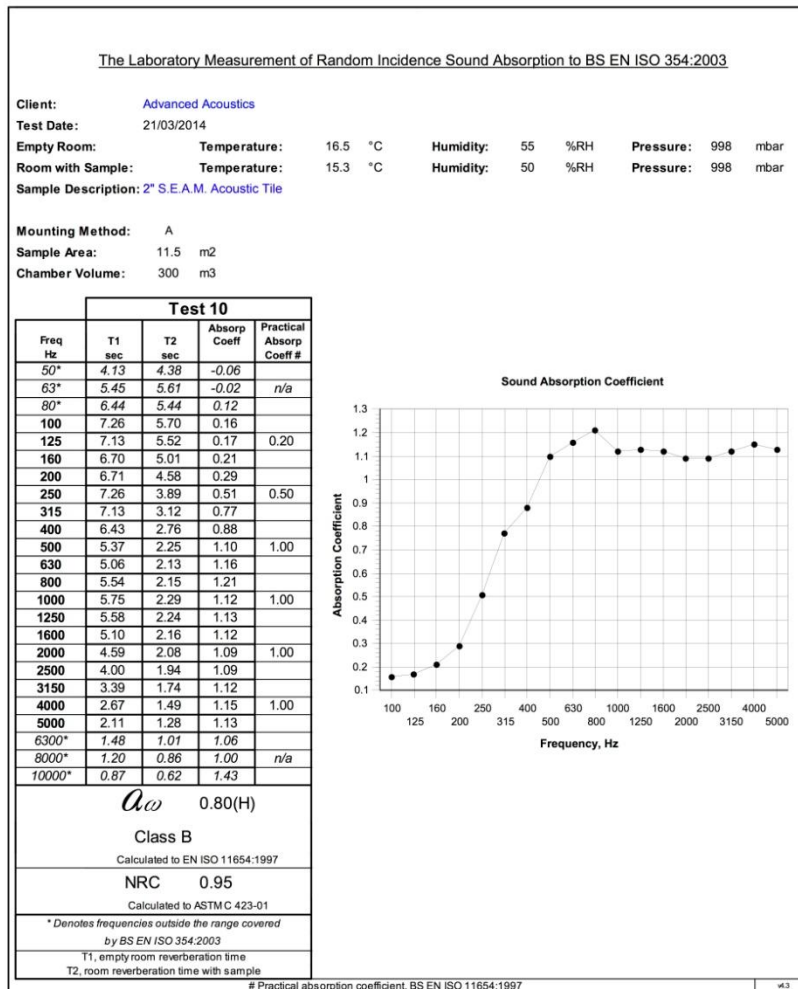 The Laboratory Measurement of Random Incidence Sound Absorption to BS EN ISO 354:2003
Client: Advanced Acoustics
Test Date: 21/03/2014
Empty Room: Temperature: 16.5 °C Humidity: 55 %RH Pressure: 998 mbar
Room with Sample: Temperature: 15.3 °C Humidity: 50 %RH Pressure: 998 mbar
Sample Description: 2" S.E.A.M. Acoustic Tile
Mounting Method: A
Sample Area: 11.5 m2
Chamber Volume: 300 m3
Test 10
Freq Hz T1 sec T2 sec Absorp Coeff Practical Absorp Coeff #
50* 4.13 4.38 -0.06
63* 5.45 5.61 -0.02 n/a
80* 6.44 5.44 0.12
100 7.26 5.70 0.16
125 7.13 5.52 0.17 0.20
160 6.70 5.01 0.21
200 6.71 4.58 0.29
250 7.26 3.89 0.51 0.50
315 7.13 3.12 0.77
400 6.43 2.76 0.88
500 5.37 2.25 1.10 1.00
630 5.06 2.13 1.16
800 5.54 2.15 1.21
1000 5.75 2.29 1.12 1.00
1250 5.58 2.24 1.13
1600 5.10 2.16 1.12
2000 4.59 2.08 1.09 1.00
2500 4.00 1.94 1.09
3150 3.39 1.74 1.12
4000 2.67 1.49 1.15 1.00
5000 2.11 1.28 1.13
6300* 1.48 1.01 1.06
8000* 1.20 0.86 1.00 n/a
10000* 0.87 0.62 1.43
αω 0.80(H)
Class B
Calculated to EN ISO 11654:1997
NRC 0.95
Calculated to ASTM C 423-01
* Denotes frequencies outside the range covered
by BS EN ISO 354:2003
T1, empty room reverberation time
T2, room reverberation time with sample
Sound Absorption Coefficient
Absorption Coefficient
1.3
1.2
1.1
1
0.9
0.8
0.7
0.6
0.5
0.4
0.3
0.2
0.1
100 160 250 400 630 1000 1600 2500 4000
125 200 315 500 800 1250 2000 3150 5000
Frequency, Hz
# Practical absorption coefficient, BS EN ISO 11654:1997
v4.3